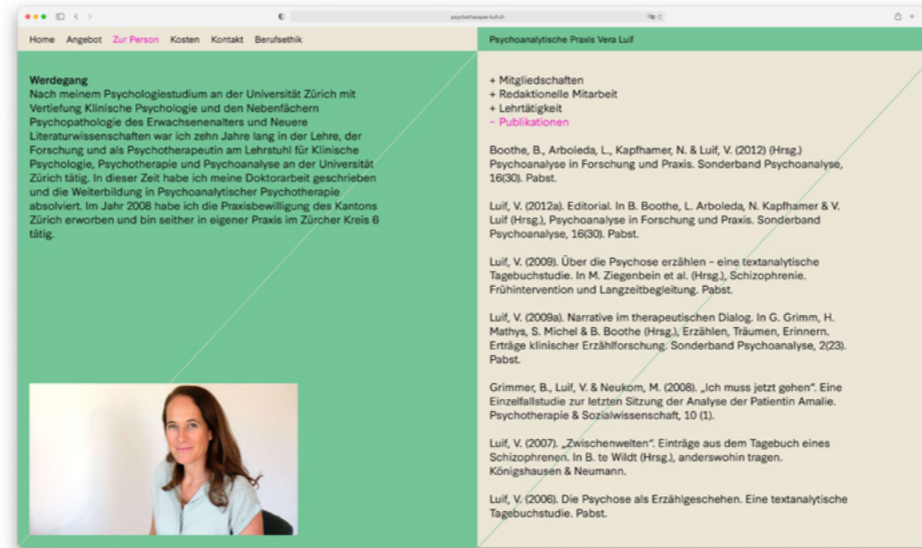 psychotherapie-luif.ch
Home Angebot Zur Person Kosten Kontakt Berufsethik
Psychoanalytische Praxis Vera Luif
Werdegang
Nach meinem Psychologiestudium an der Universität Zürich mit
Vertiefung Klinische Psychologie und den Nebenfächern
Psychopathologie des Erwachsenenalters und Neuere
Literaturwissenschaften war ich zehn Jahre lang in der Lehre, der
Forschung und als Psychotherapeutin am Lehrstuhl für Klinische
Psychologie, Psychotherapie und Psychoanalyse an der Universität
Zürich tätig. In dieser Zeit habe ich meine Doktorarbeit geschrieben
und die Weiterbildung in Psychoanalytischer Psychotherapie
absolviert. Im Jahr 2008 habe ich die Praxisbewilligung des Kantons
Zürich erworben und bin seither in eigener Praxis im Zürcher Kreis 6
tätig.
+ Mitgliedschaften
+ Redaktionelle Mitarbeit
+ Lehrtätigkeit
– Publikationen
Boothe, B., Arboleda, L., Kapfhamer, N. & Luif, V. (2012) (Hrsg.)
Psychoanalyse in Forschung und Praxis. Sonderband Psychoanalyse,
16(30). Pabst.
Luif, V. (2012a). Editorial. In B. Boothe, L. Arboleda, N. Kapfhamer & V.
Luif (Hrsg.), Psychoanalyse in Forschung und Praxis. Sonderband
Psychoanalyse, 16(30). Pabst.
Luif, V. (2009). Über die Psychose erzählen – eine textanalytische
Tagebuchstudie. In M. Ziegenbein et al. (Hrsg.), Schizophrenie.
Frühintervention und Langzeitbegleitung. Pabst.
Luif, V. (2009a). Narrative im therapeutischen Dialog. In G. Grimm, H.
Mathys, S. Michel & B. Boothe (Hrsg.), Erzählen, Träumen, Erinnern.
Erträge klinischer Erzählforschung. Sonderband Psychoanalyse, 2(23).
Pabst.
Grimmer, B., Luif, V. & Neukom, M. (2008). „Ich muss jetzt gehen“. Eine
Einzelfallstudie zur letzten Sitzung der Analyse der Patientin Amalie.
Psychotherapie & Sozialwissenschaft, 10 (1).
Luif, V. (2007). „Zwischenwelten“. Einträge aus dem Tagebuch eines
Schizophrenen. In B. te Wildt (Hrsg.), anderswohin tragen.
Königshausen & Neumann.
Luif, V. (2006). Die Psychose als Erzählgeschehen. Eine textanalytische
Tagebuchstudie. Pabst.